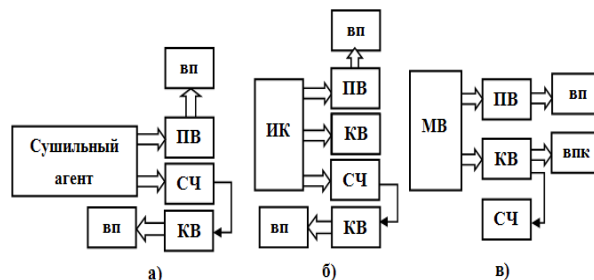 вп
ПВ
Сушильный
агент
СЧ
вп
КВ
а)
вп
ПВ
ИК
КВ
СЧ
вп
КВ
б)
МВ
ПВ
вп
КВ
впк
СЧ
в)